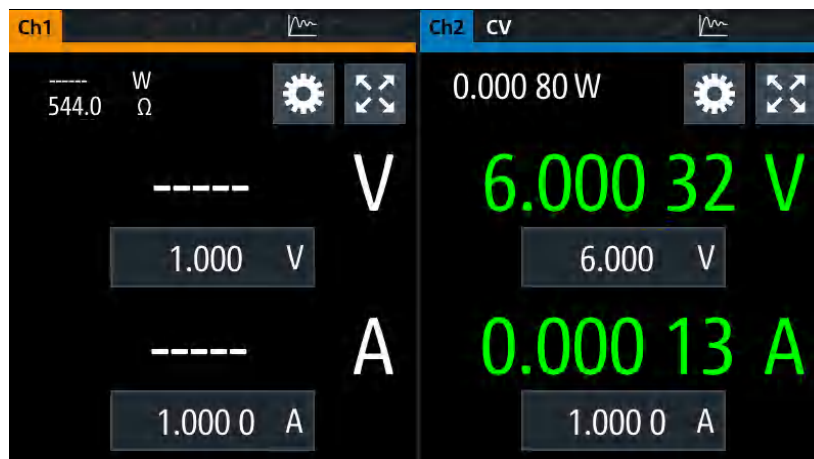 Ch1
Ch2 CV
------ W
544.0 Ω
0.000 80 W
----- V
1.000 V
6.000 32 V
6.000 V
----- A
1.000 0 A
0.000 13 A
1.000 0 A